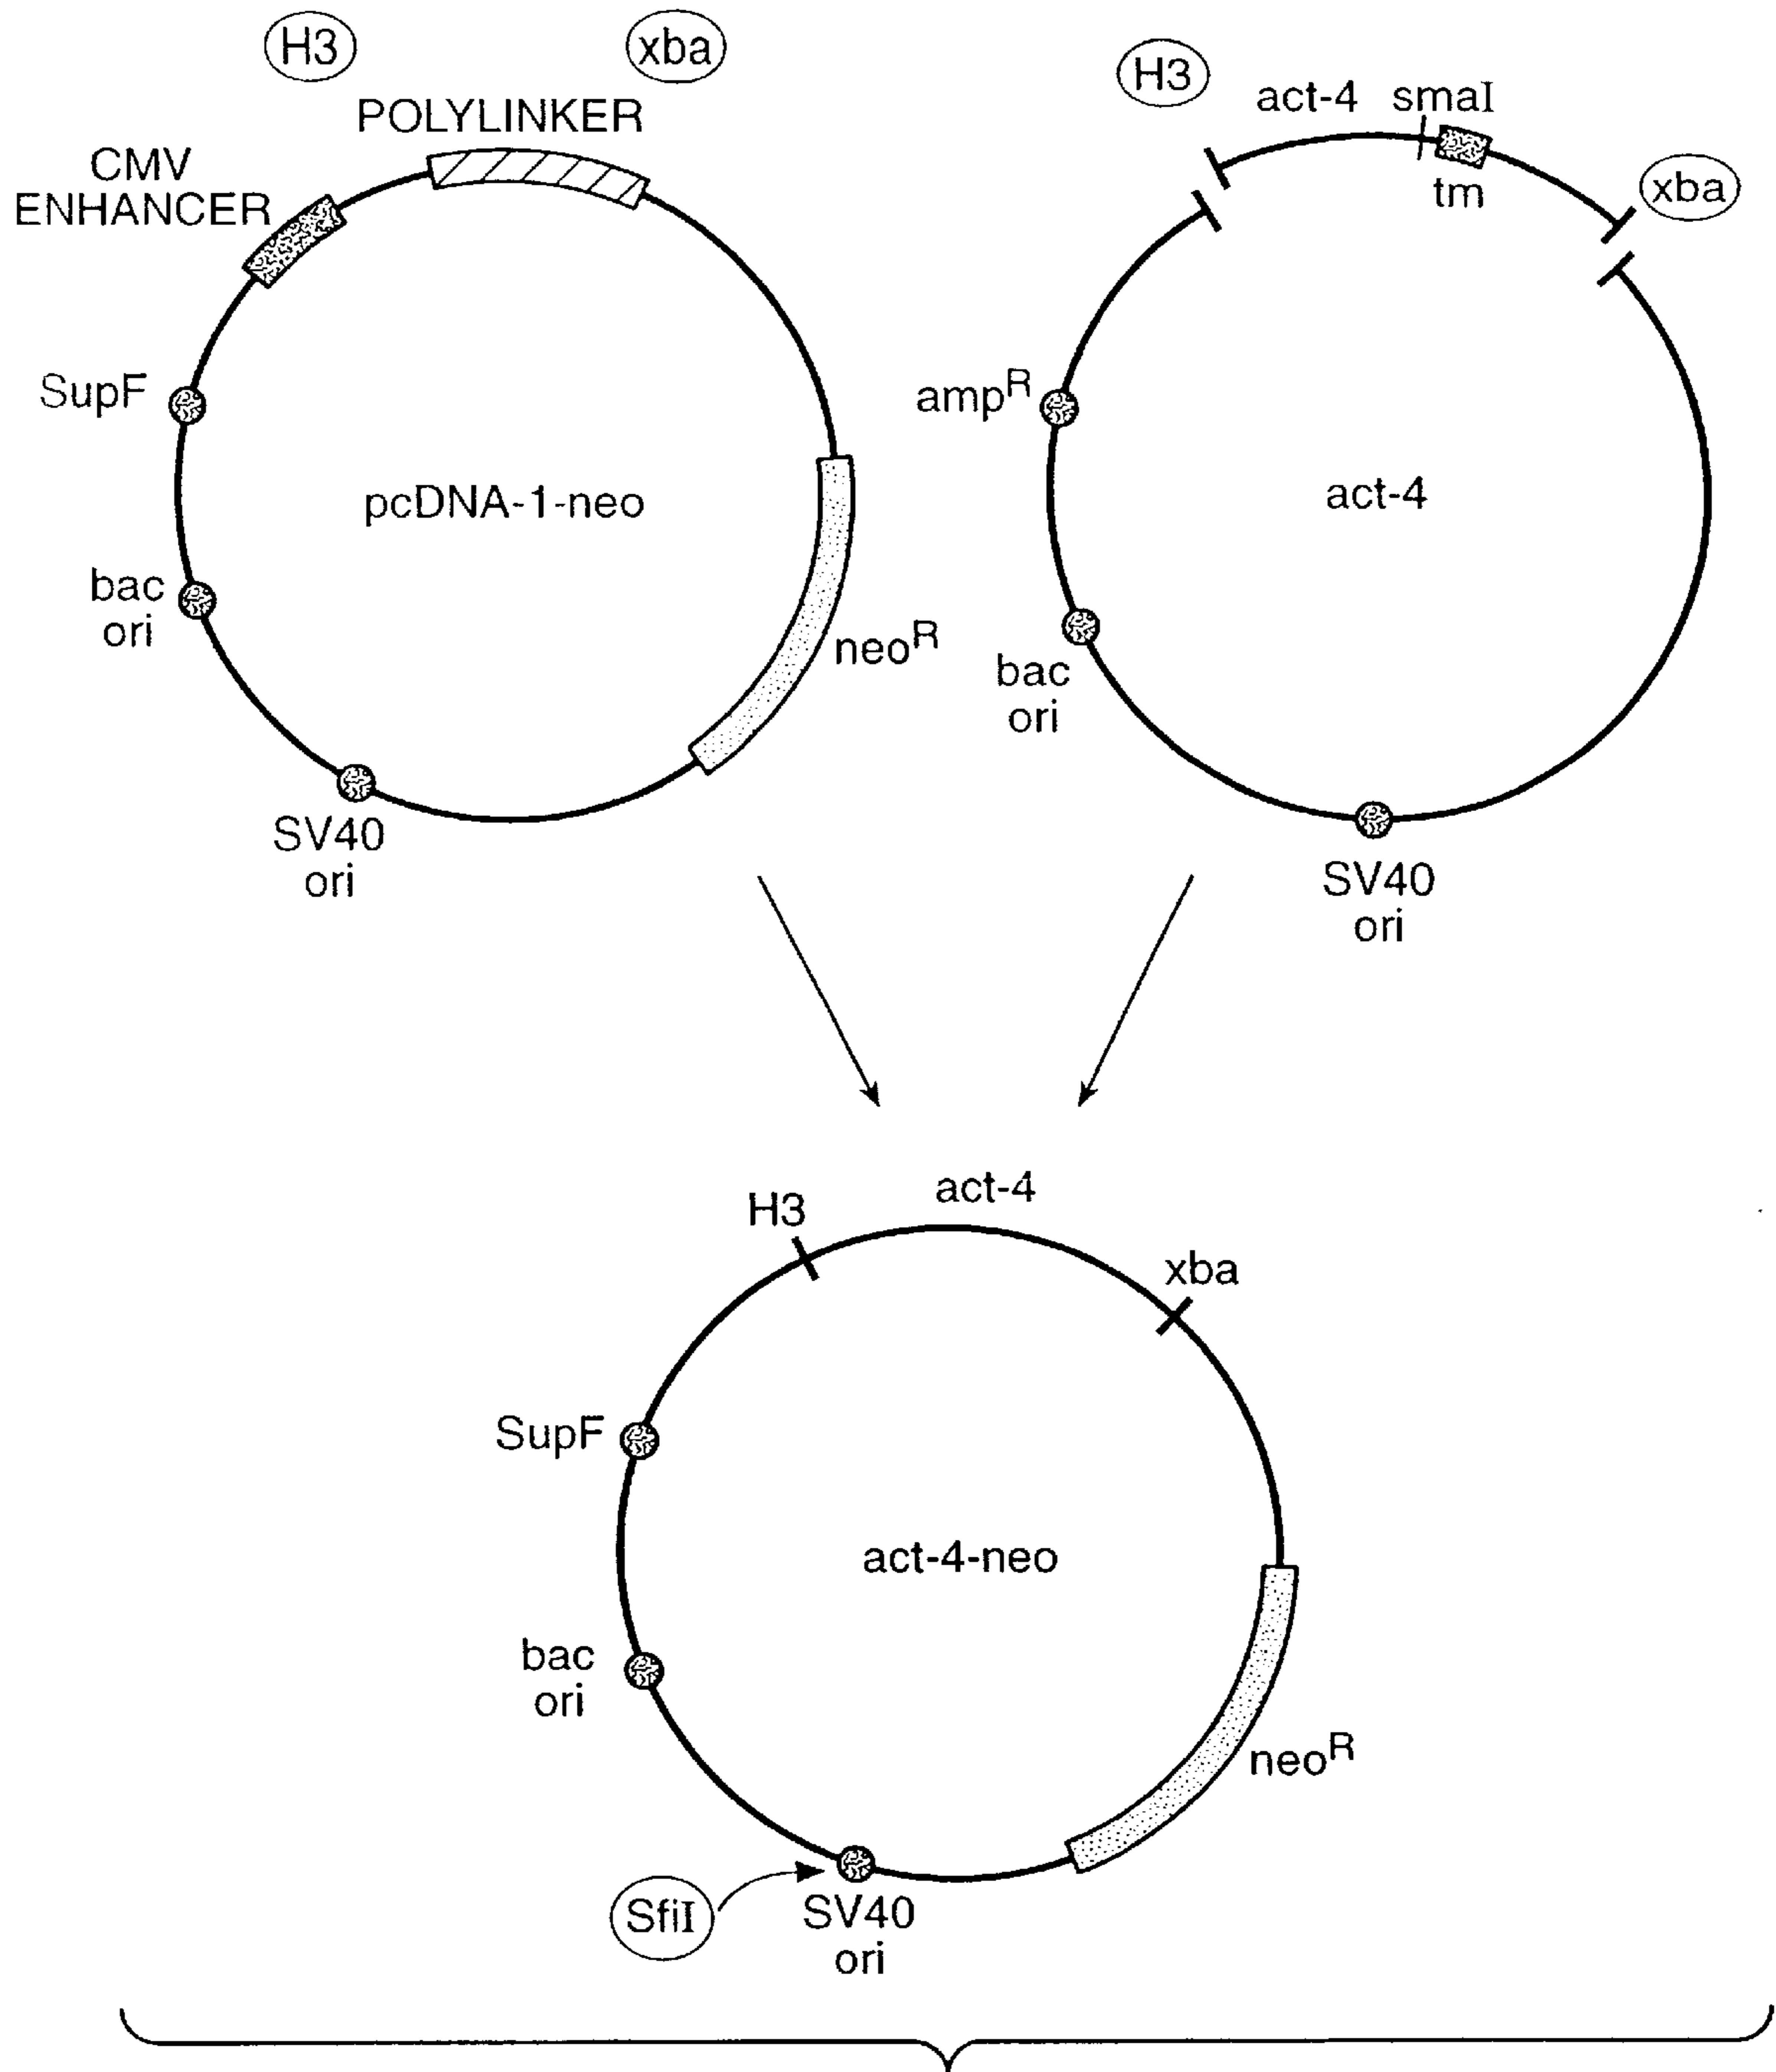 H3
xba
POLYLINKER
CMV
ENHANCER
SupF
pcDNA-1-neo
bac
ori
neoR
SV40
ori
H3
act-4
smaI
tm
xba
ampR
act-4
bac
ori
SV40
ori
act-4
H3
xba
SupF
act-4-neo
bac
ori
neoR
SfiI
SV40
ori